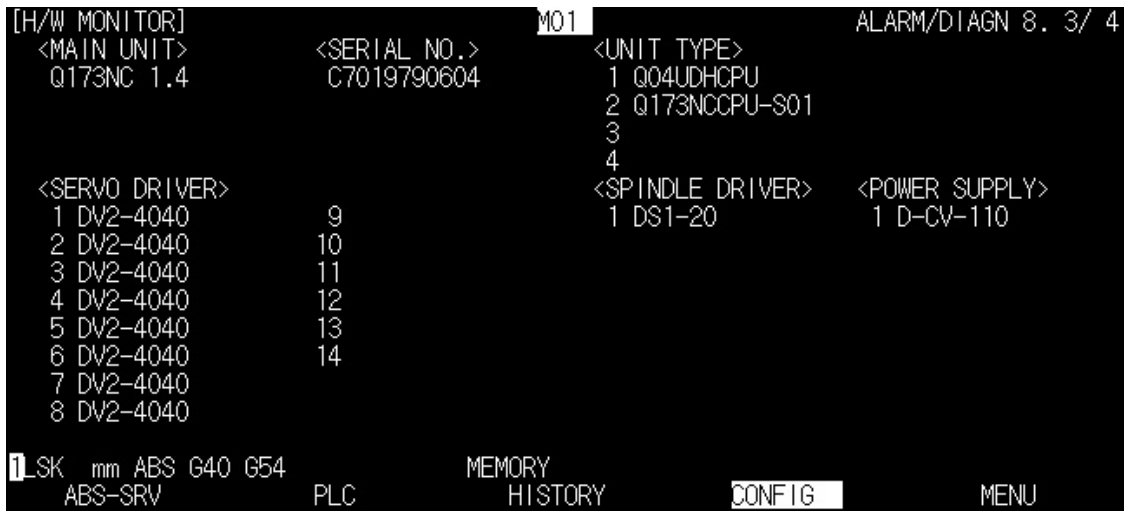 [H/W MONITOR] M01 ALARM/DIAGN 8. 3/ 4
<MAIN UNIT> <SERIAL NO.> <UNIT TYPE>
Q173NC 1.4 C7019790604 1 Q04UDHCPU
2 Q173NCCPU-S01
3
4
<SERVO DRIVER> <SPINDLE DRIVER> <POWER SUPPLY>
1 DV2-4040 9 1 DS1-20 1 D-CV-110
2 DV2-4040 10
3 DV2-4040 11
4 DV2-4040 12
5 DV2-4040 13
6 DV2-4040 14
7 DV2-4040
8 DV2-4040
1LSK mm ABS G40 G54 MEMORY
ABS-SRV PLC HISTORY CONFIG MENU